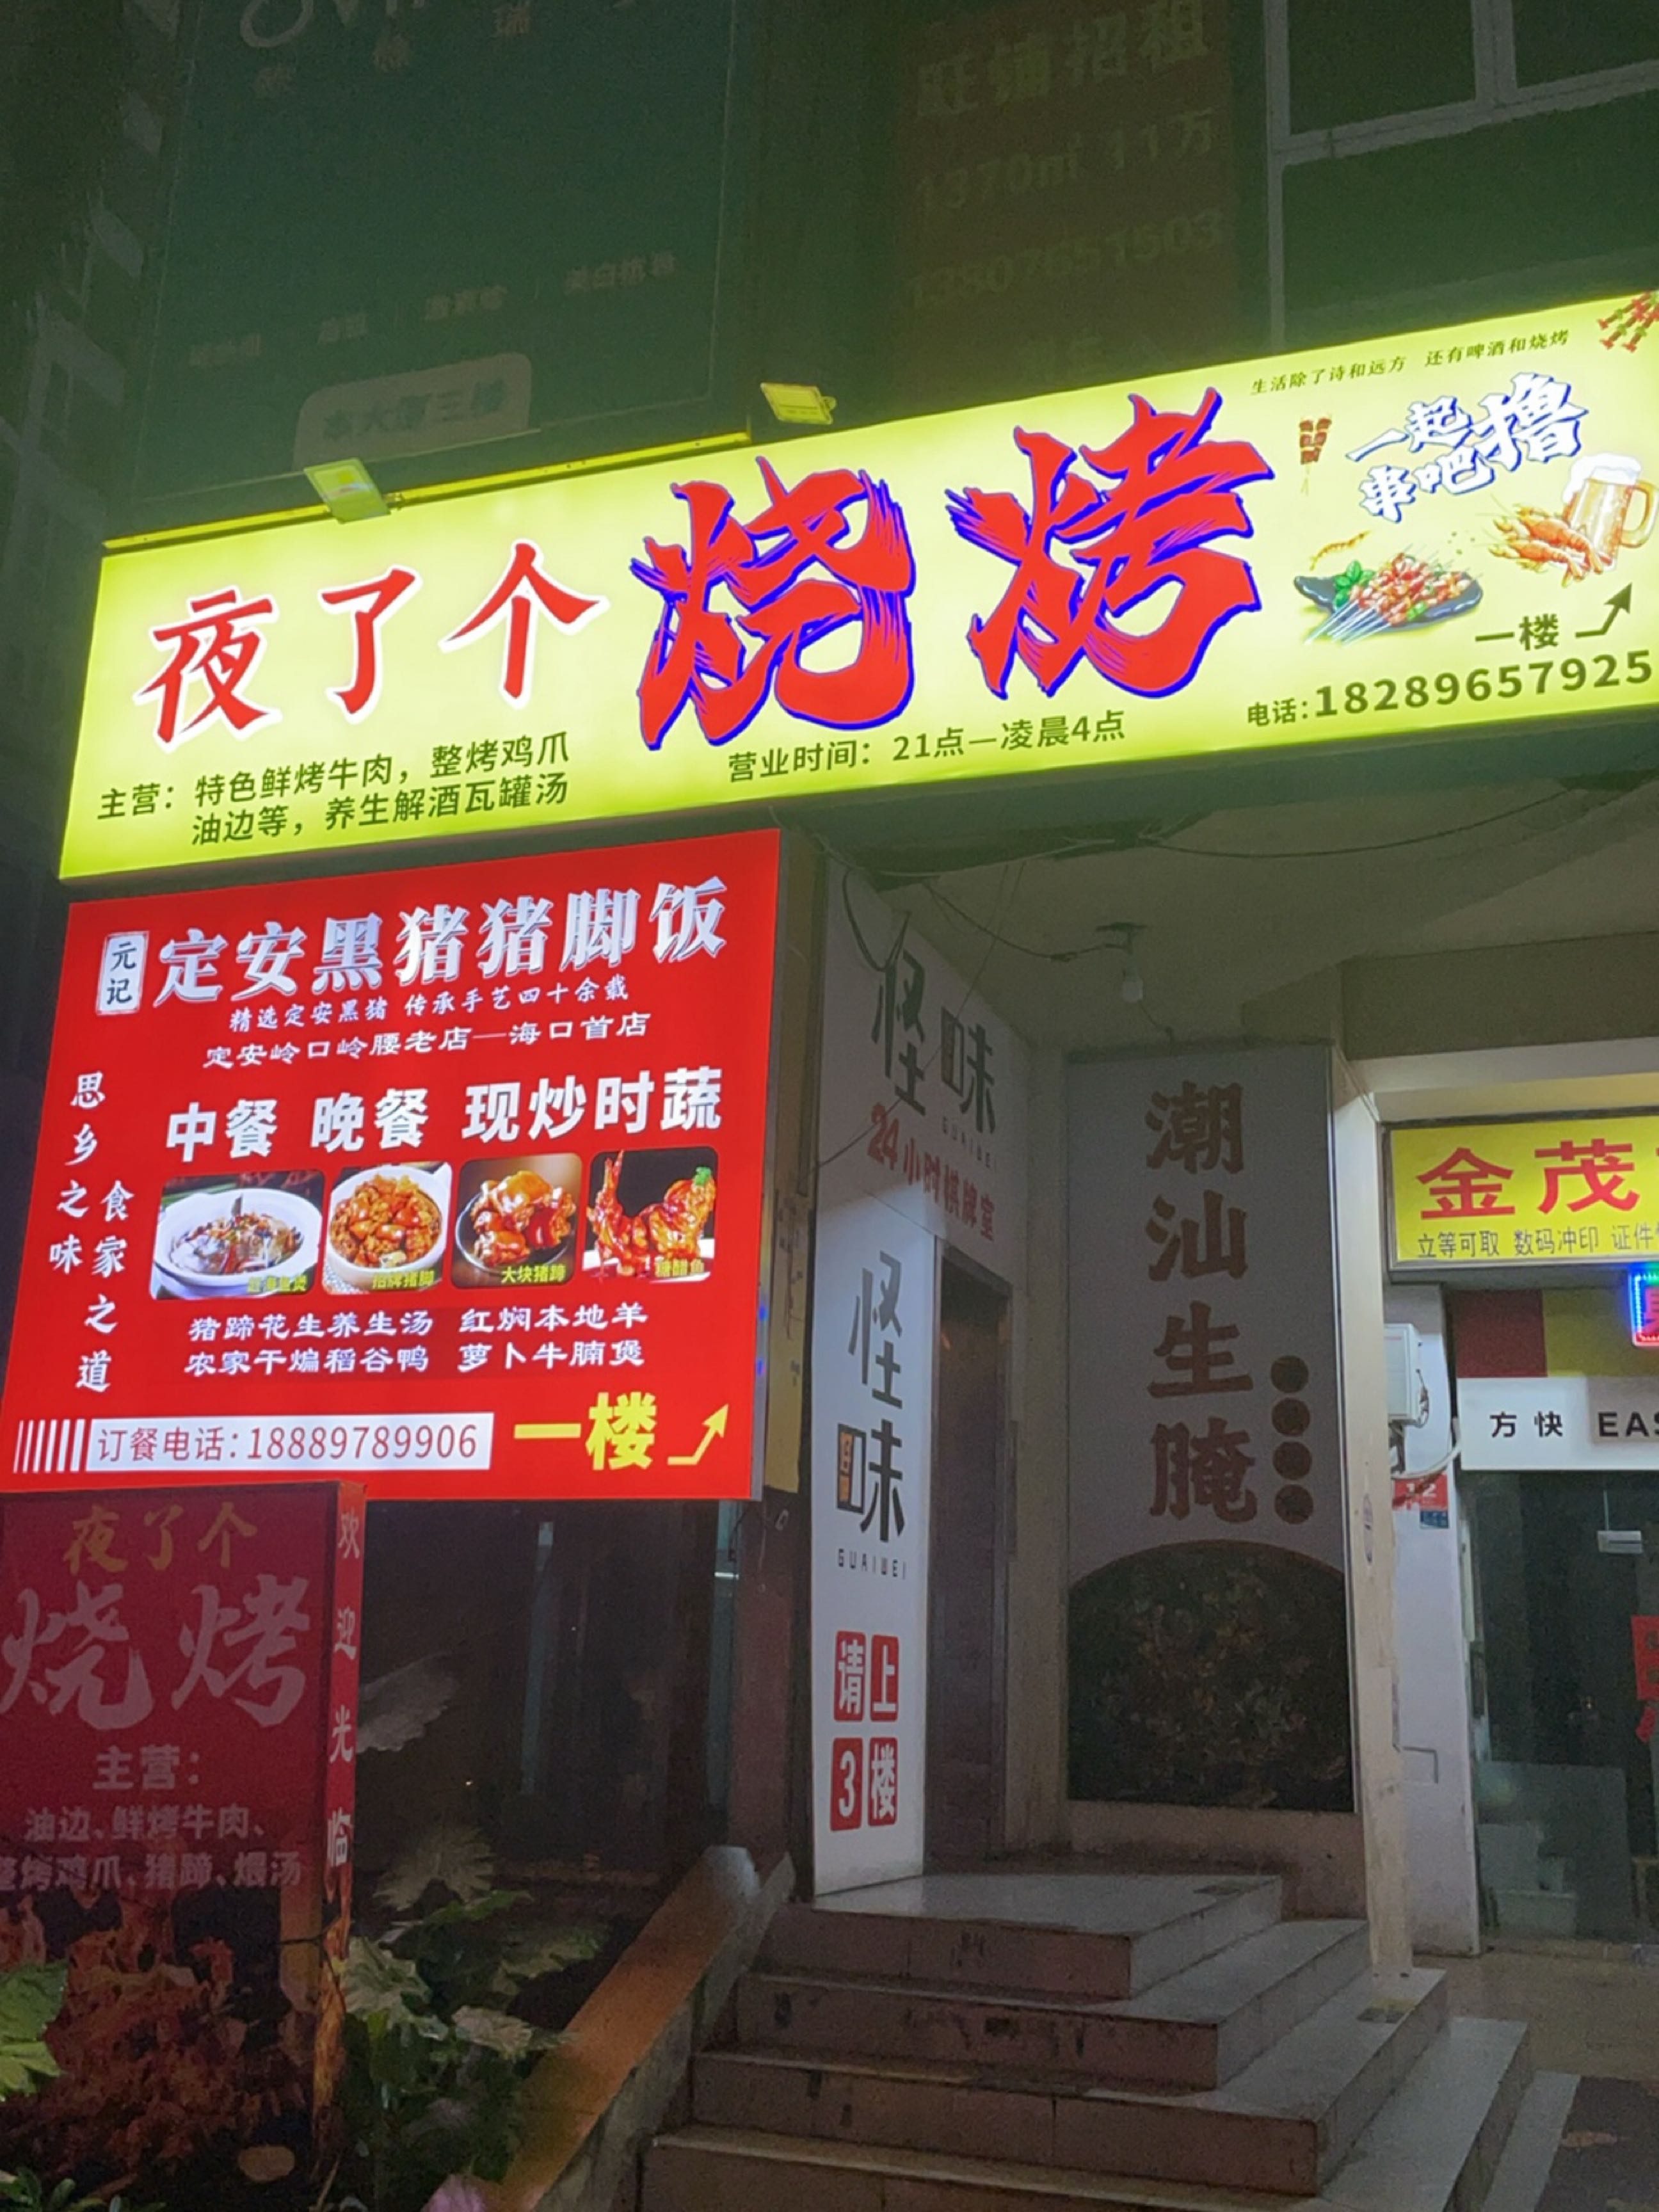 旺铺招租
1370㎡ 11万
13807651503
生活除了诗和远方 还有啤酒和烧烤
一起撸
串吧
夜了个烧烤
一楼
电话:18289657925
主营：特色鲜烤牛肉，整烤鸡爪
油边等，养生解酒瓦罐汤
营业时间：21点—凌晨4点
元记
定安黑猪猪脚饭
精选定安黑猪 传承手艺四十余载
定安岭口岭腰老店—海口首店
思乡之味
食家之道
中餐 晚餐 现炒时蔬
招牌猪脚
大块猪蹄
糖醋鱼
猪蹄花生养生汤 红焖本地羊
农家干煸稻谷鸭 萝卜牛腩煲
订餐电话:18889789906
一楼
夜了个
烧烤
主营：
油边、鲜烤牛肉、
整烤鸡爪、猪蹄、煨汤
欢迎光临
怪味
GUAIWEI
24小时棋牌室
怪味
GUAIWEI
请上
3楼
潮汕生腌
金茂
立等可取 数码冲印 证件
方快 EAS
12